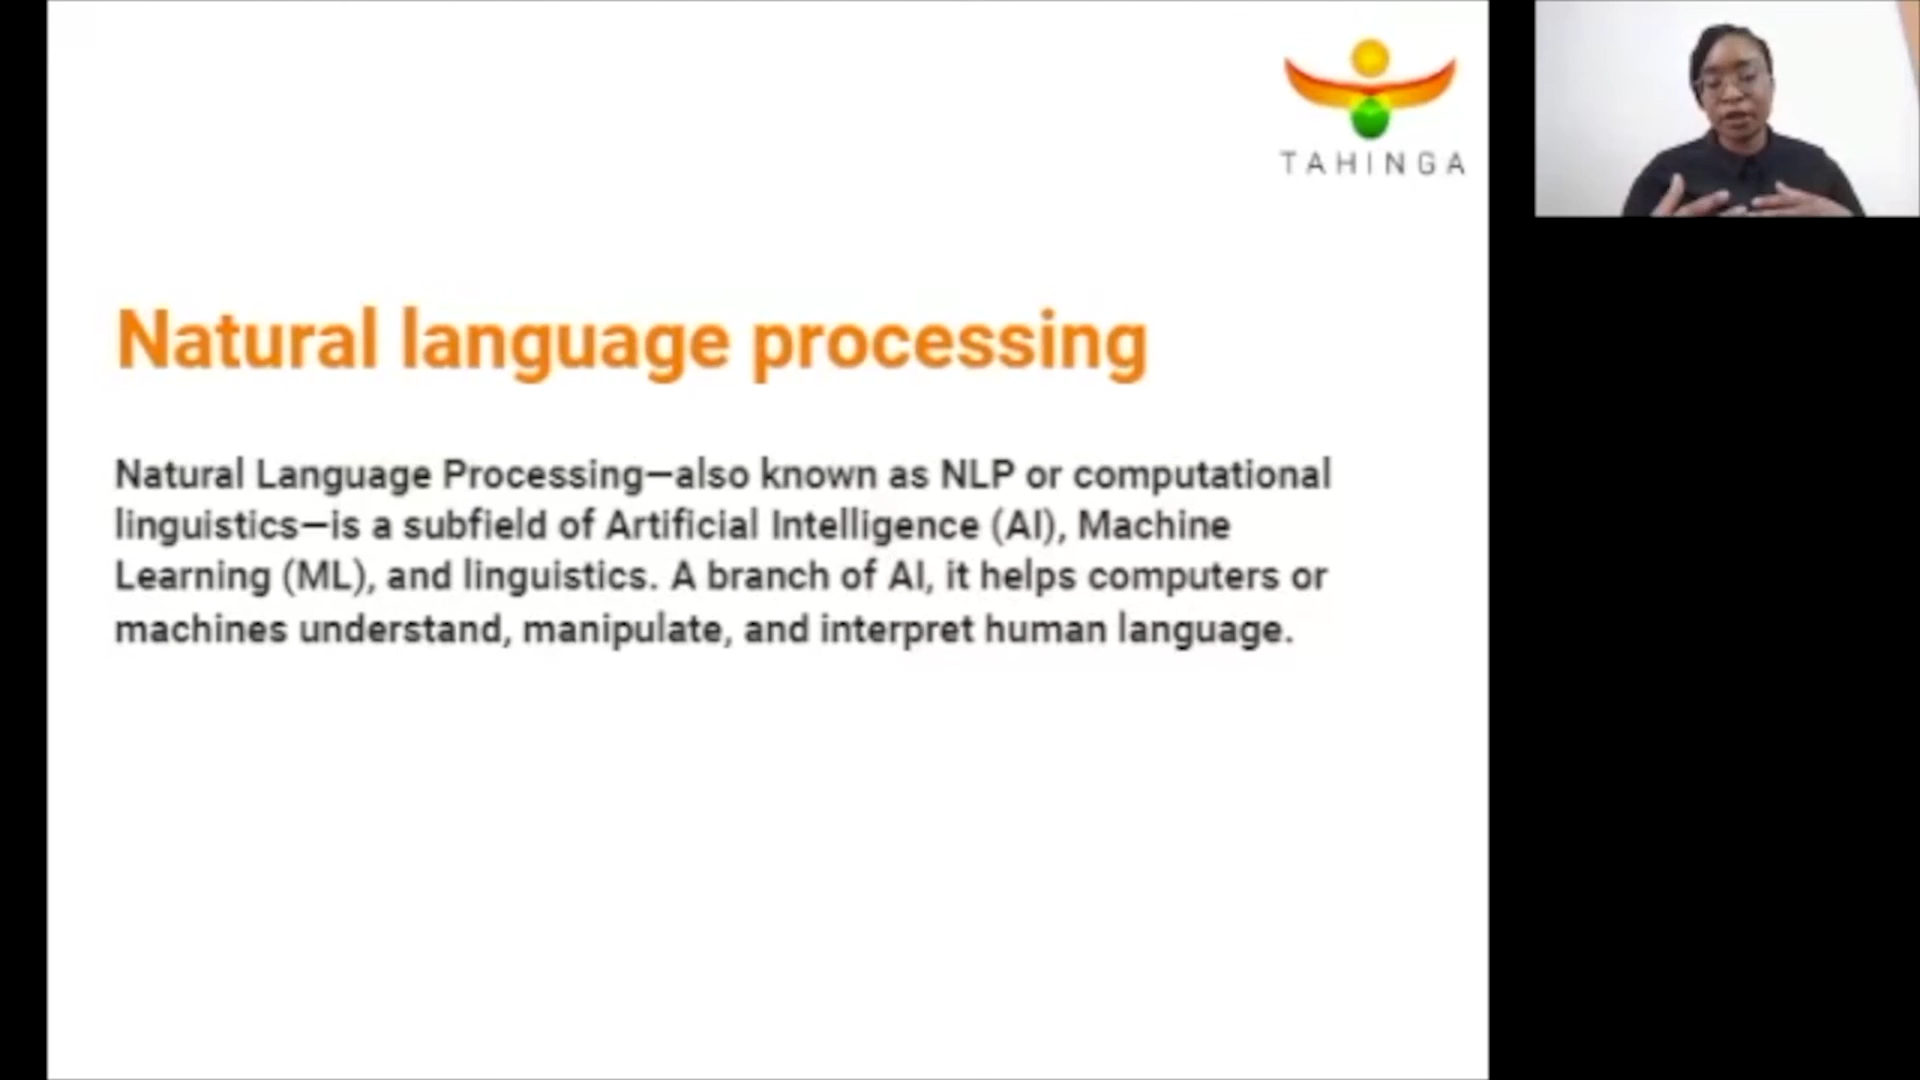 TAHINGA
Natural language processing
Natural Language Processing—also known as NLP or computational
linguistics—is a subfield of Artificial Intelligence (AI), Machine
Learning (ML), and linguistics. A branch of AI, it helps computers or
machines understand, manipulate, and interpret human language.